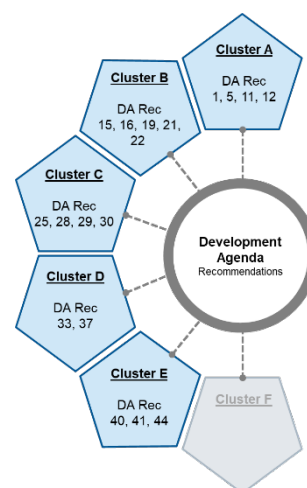 Cluster A
DA Rec
1, 5, 11, 12
Cluster B
DA Rec
15, 16, 19, 21,
22
Cluster C
DA Rec
25, 28, 29, 30
Development
Agenda
Recommendations
Cluster D
DA Rec
33, 37
Cluster E
DA Rec
40, 41, 44
Cluster F